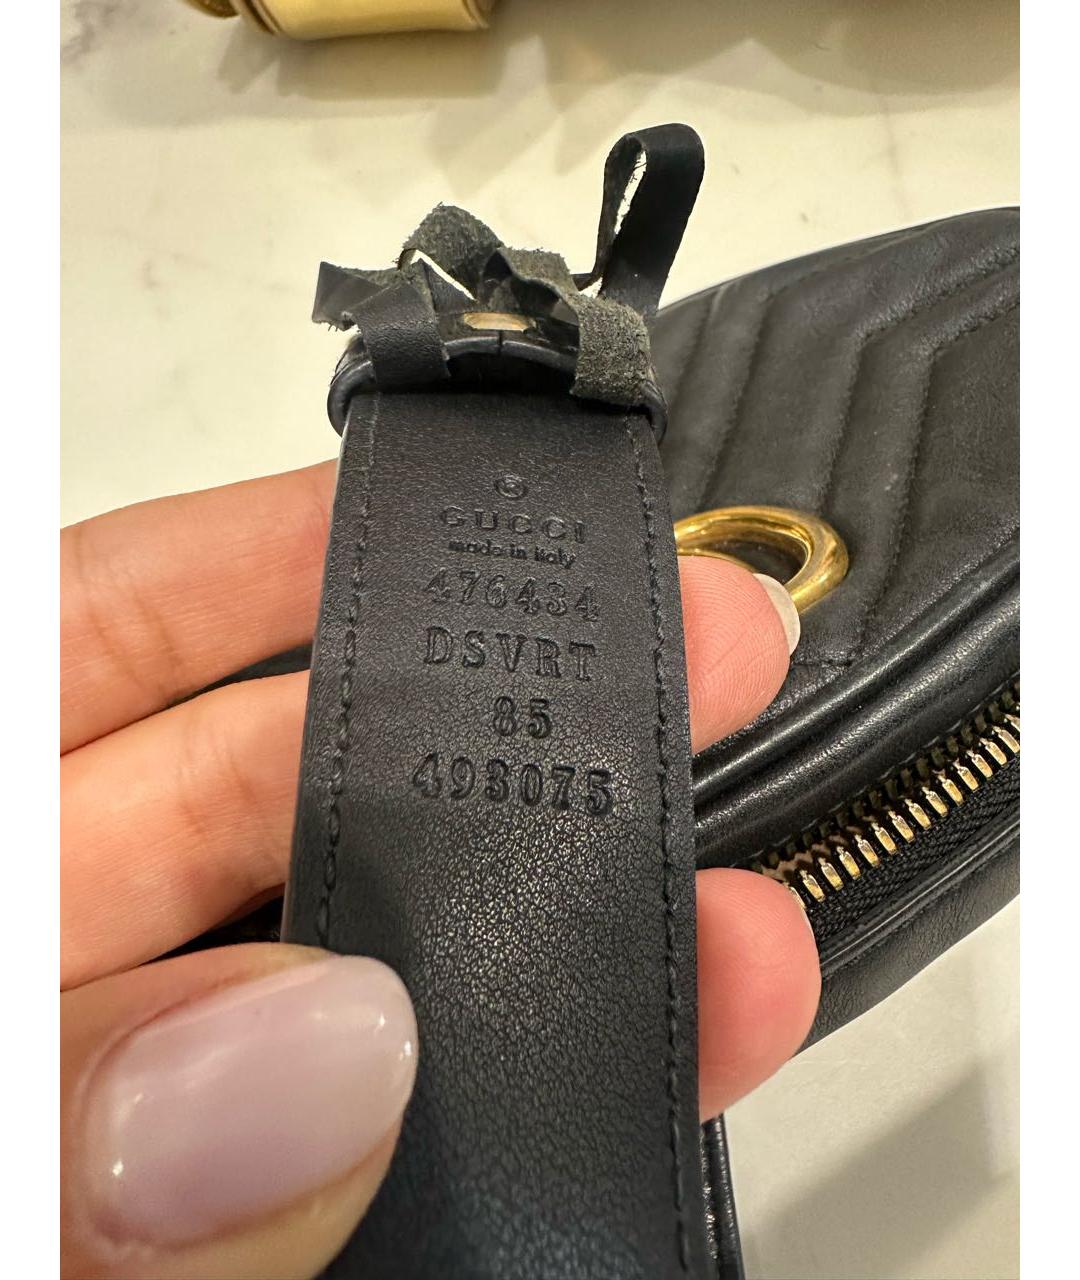 ®
GUCCI
made in italy
476434
DSVRT
85
493075